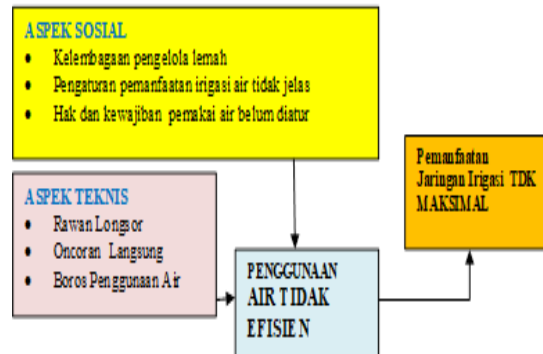 ASPEK SOSIAL
• Kelembagaan pengelola lemah
• Pengaturan pemanfaatan irigasi air tidak jelas
• Hak dan kewajiban pemakai air belum diatur
ASPEK TEKNIS
• Rawan Longsor
• Oncoran Langsung
• Boros Penggunaan Air
PENGGUNAAN
AIR TIDAK
EFISIEN
Pemanfaatan
Jaringan Irigasi TDK
MAKSIMAL